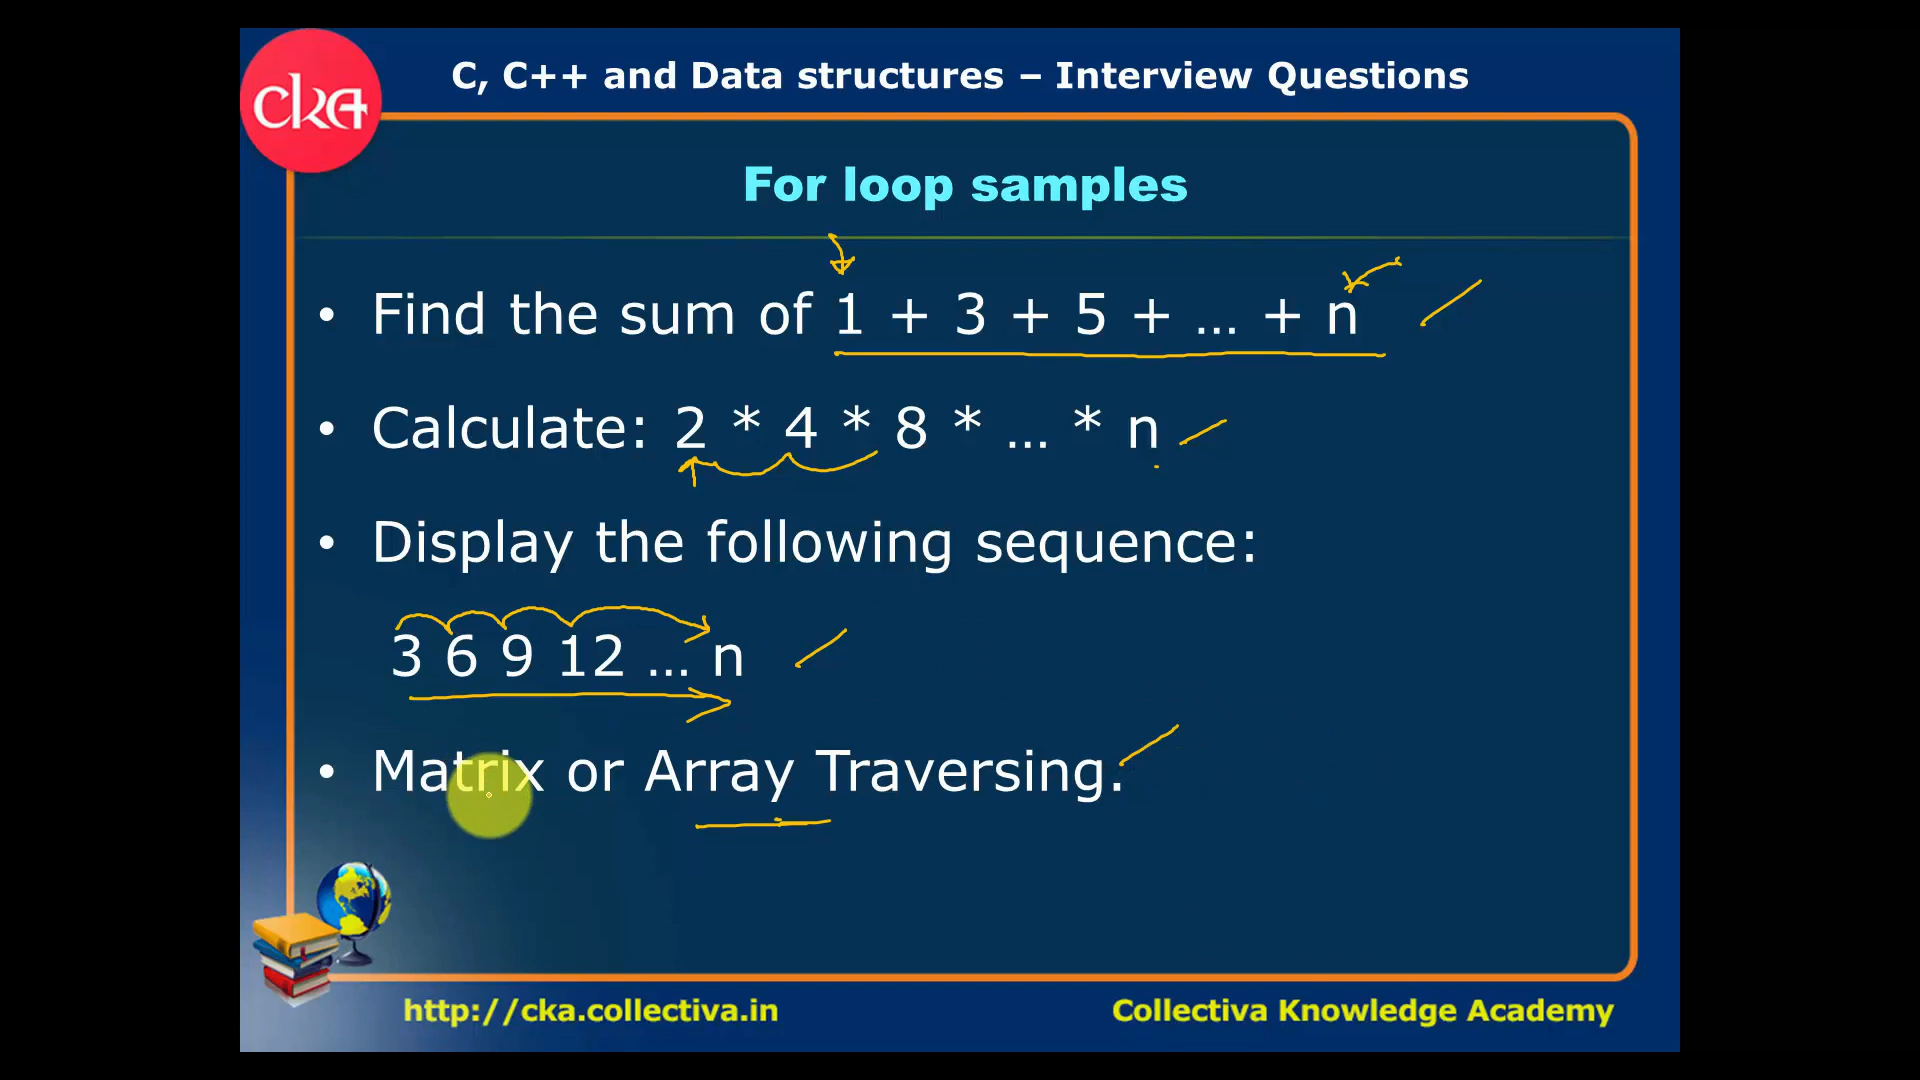 cka
C, C++ and Data structures – Interview Questions
For loop samples
• Find the sum of 1 + 3 + 5 + ... + n
• Calculate: 2 * 4 * 8 * ... * n
• Display the following sequence:
3 6 9 12 ... n
• Matrix or Array Traversing.
http://cka.collectiva.in
Collectiva Knowledge Academy